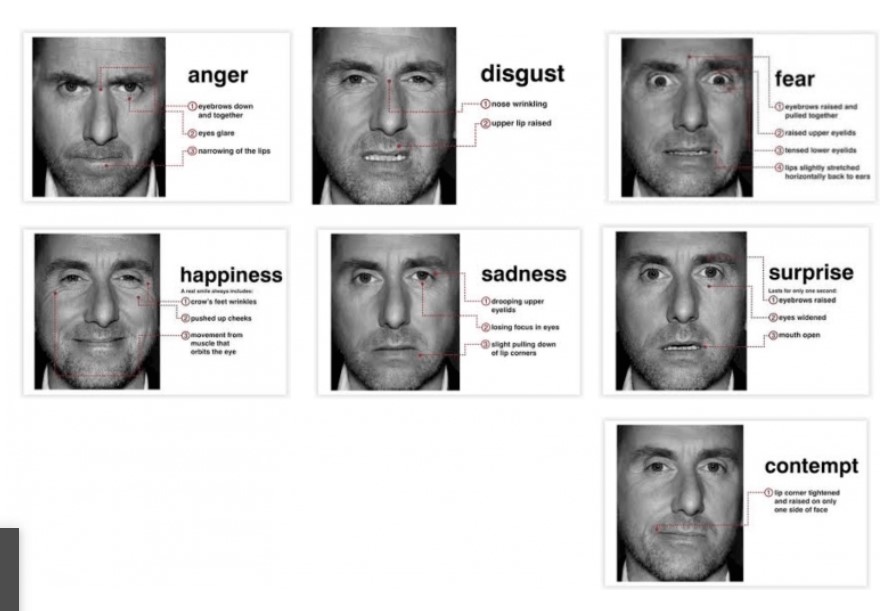 anger
① eyebrows down
and together
② eyes glare
③ narrowing of the lips
disgust
① nose wrinkling
② upper lip raised
fear
① eyebrows raised and
pulled together
② raised upper eyelids
③ tensed lower eyelids
④ lips slightly stretched
horizontally back to ears
happiness
A real smile always includes:
① crow's feet wrinkles
② pushed up cheeks
③ movement from
muscle that
orbits the eye
sadness
① drooping upper
eyelids
② losing focus in eyes
③ slight pulling down
of lip corners
surprise
Lasts for only one second:
① eyebrows raised
② eyes widened
③ mouth open
contempt
① lip corner tightened
and raised on only
one side of face